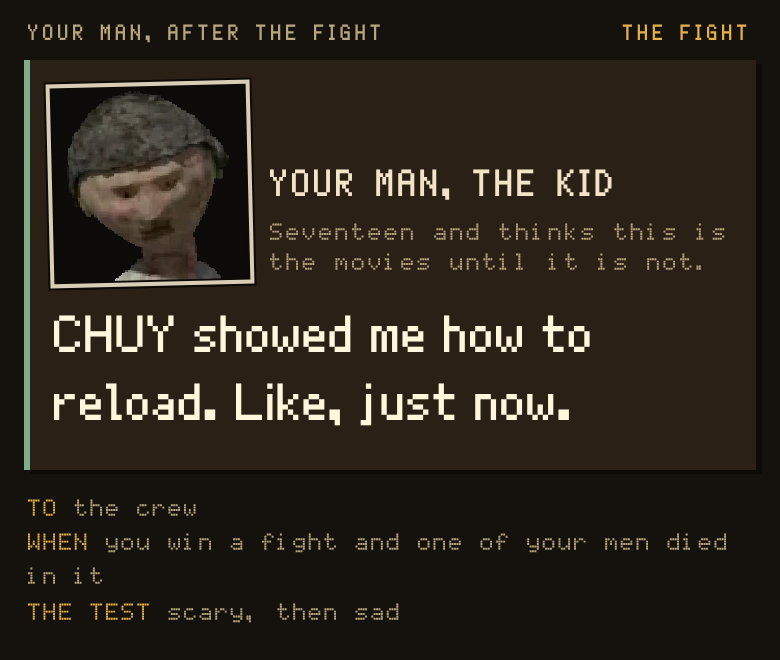 YOUR MAN, AFTER THE FIGHT
THE FIGHT
YOUR MAN, THE KID
Seventeen and thinks this is
the movies until it is not.
CHUY showed me how to
reload. Like, just now.
TO the crew
WHEN you win a fight and one of your men died
in it
THE TEST scary, then sad